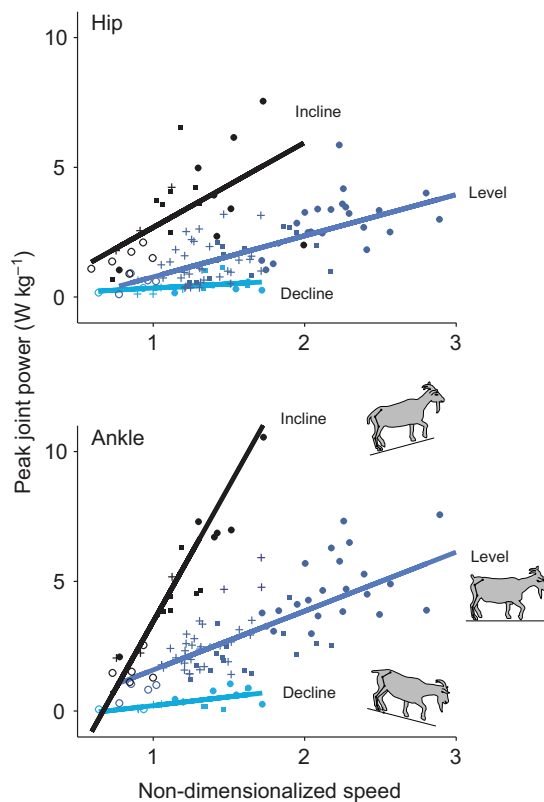 Hip
10
Incline
5
Level
0
Decline
1
2
3
Peak joint power (W kg–1)
Ankle
Incline
10
Level
5
Decline
0
1
2
3
Non-dimensionalized speed